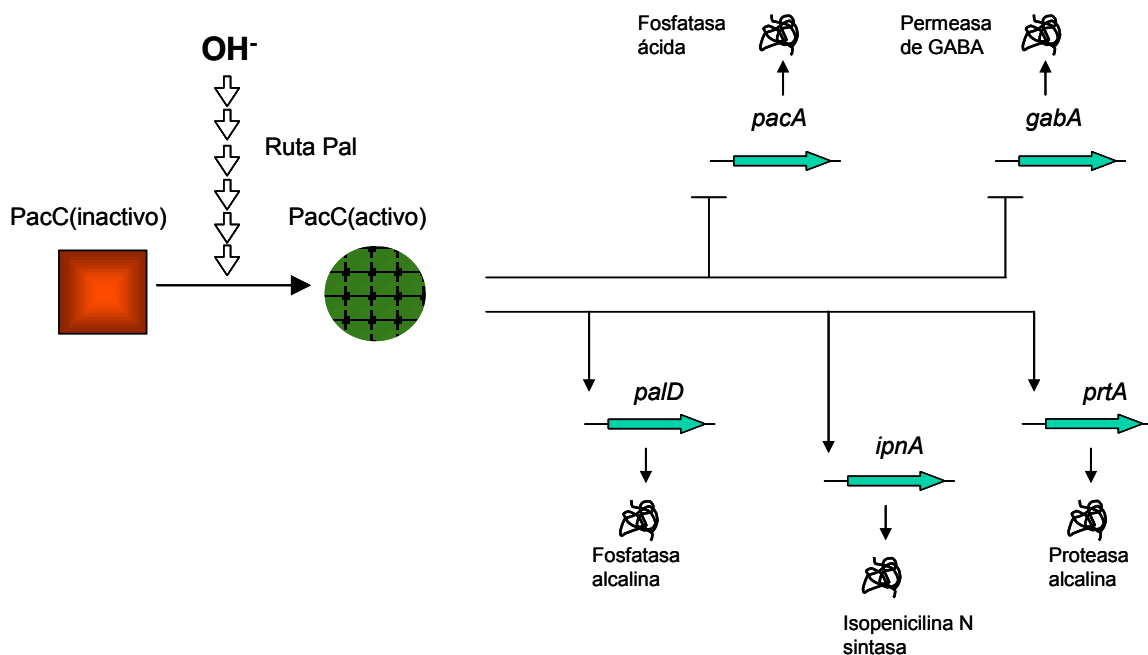 OH-
Ruta Pal
PacC(inactivo)
PacC(activo)
Fosfatasa
ácida
Permeasa
de GABA
pacA
gabA
palD
ipnA
prtA
Fosfatasa
alcalina
Isopenicilina N
sintasa
Proteasa
alcalina